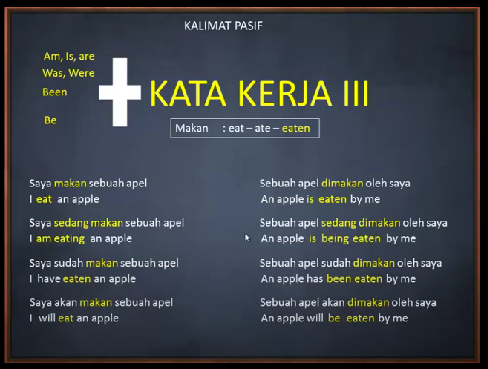 KALIMAT PASIF
Am, Is, are
Was, Were
Been
Be
KATA KERJA III
Makan : eat – ate – eaten
Saya makan sebuah apel
I eat an apple
Saya sedang makan sebuah apel
I am eating an apple
Saya sudah makan sebuah apel
I have eaten an apple
Saya akan makan sebuah apel
I will eat an apple
Sebuah apel dimakan oleh saya
An apple is eaten by me
Sebuah apel sedang dimakan oleh saya
An apple is being eaten by me
Sebuah apel sudah dimakan oleh saya
An apple has been eaten by me
Sebuah apel akan dimakan oleh saya
An apple will be eaten by me